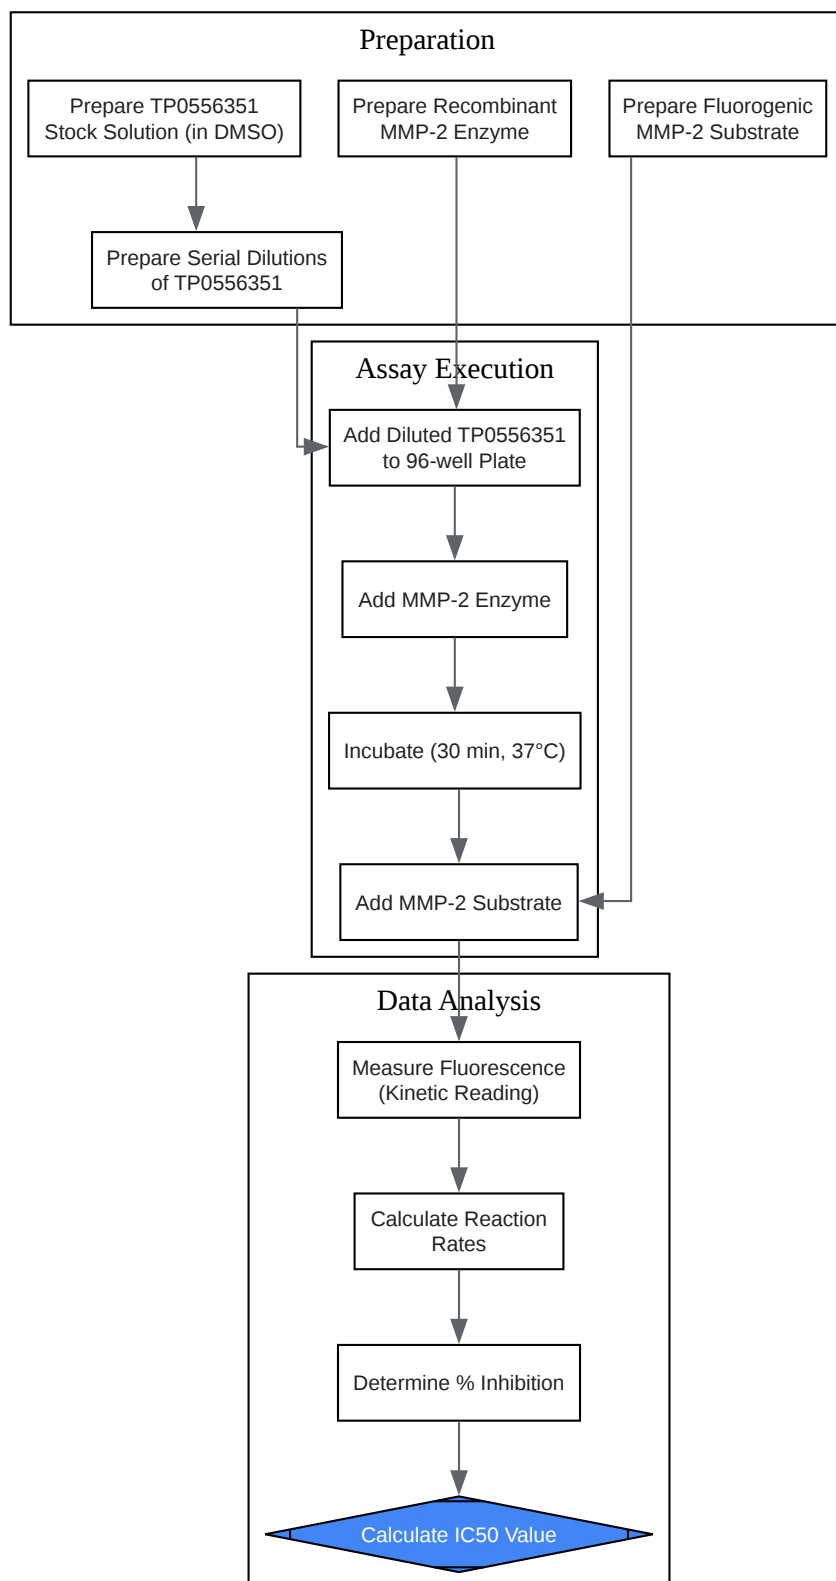 Preparation
Prepare TP0556351
Stock Solution (in DMSO)
Prepare Recombinant
MMP-2 Enzyme
Prepare Fluorogenic
MMP-2 Substrate
Prepare Serial Dilutions
of TP0556351
Assay Execution
Add Diluted TP0556351
to 96-well Plate
Add MMP-2 Enzyme
Incubate (30 min, 37°C)
Add MMP-2 Substrate
Data Analysis
Measure Fluorescence
(Kinetic Reading)
Calculate Reaction
Rates
Determine % Inhibition
Calculate IC50 Value